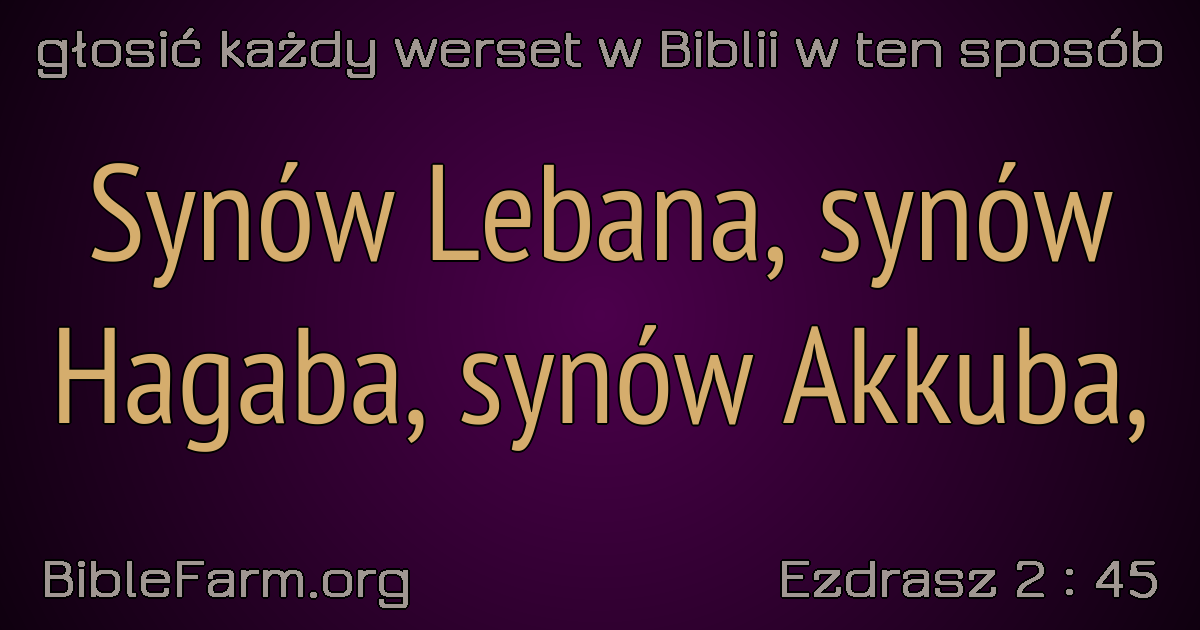 głosić każdy werset w Biblii w ten sposób
Synów Lebana, synów
Hagaba, synów Akkuba,
BibleFarm.org
Ezdrasz 2 : 45